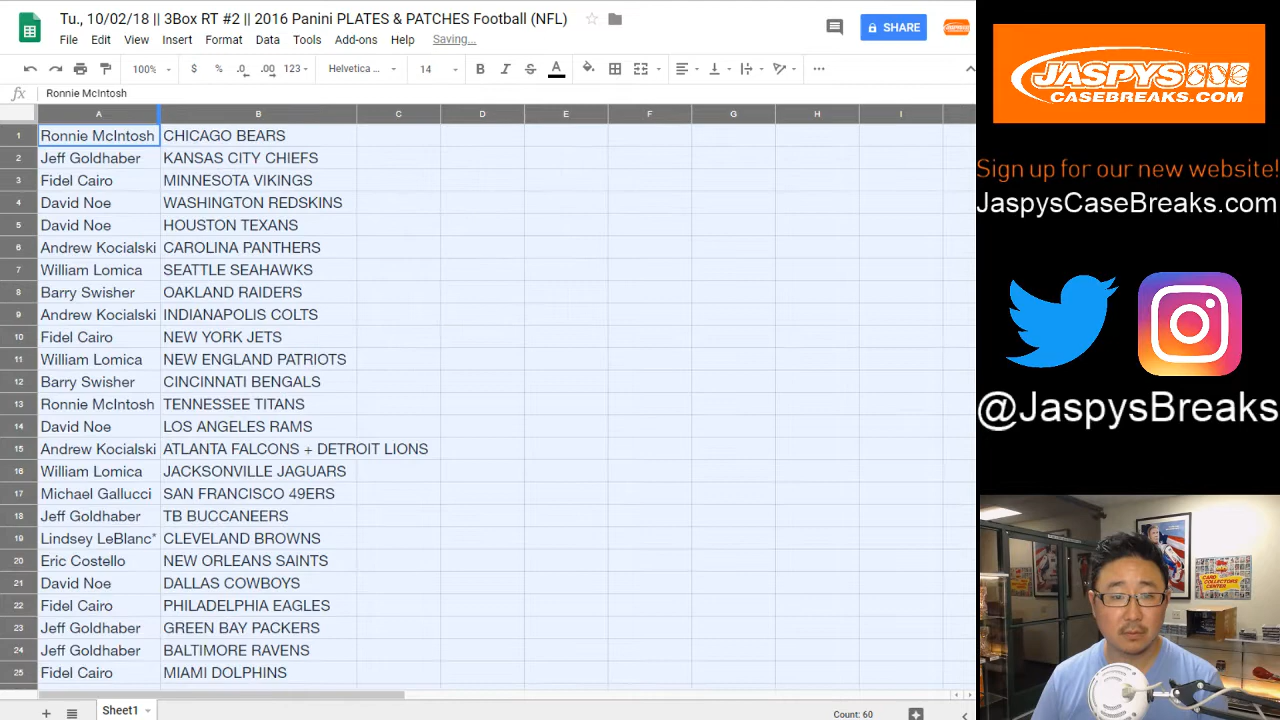 Tu., 10/02/18 || 3Box RT #2 || 2016 Panini PLATES & PATCHES Football (NFL)
File Edit View Insert Format Data Tools Add-ons Help Saving...
SHARE
100% $ % .0 .00 123 Helvetica ... 14 B I S A
fx Ronnie McIntosh
A B C D E F G H I
1 Ronnie McIntosh CHICAGO BEARS
2 Jeff Goldhaber KANSAS CITY CHIEFS
3 Fidel Cairo MINNESOTA VIKINGS
4 David Noe WASHINGTON REDSKINS
5 David Noe HOUSTON TEXANS
6 Andrew Kocialski CAROLINA PANTHERS
7 William Lomica SEATTLE SEAHAWKS
8 Barry Swisher OAKLAND RAIDERS
9 Andrew Kocialski INDIANAPOLIS COLTS
10 Fidel Cairo NEW YORK JETS
11 William Lomica NEW ENGLAND PATRIOTS
12 Barry Swisher CINCINNATI BENGALS
13 Ronnie McIntosh TENNESSEE TITANS
14 David Noe LOS ANGELES RAMS
15 Andrew Kocialski ATLANTA FALCONS + DETROIT LIONS
16 William Lomica JACKSONVILLE JAGUARS
17 Michael Gallucci SAN FRANCISCO 49ERS
18 Jeff Goldhaber TB BUCCANEERS
19 Lindsey LeBlanc* CLEVELAND BROWNS
20 Eric Costello NEW ORLEANS SAINTS
21 David Noe DALLAS COWBOYS
22 Fidel Cairo PHILADELPHIA EAGLES
23 Jeff Goldhaber GREEN BAY PACKERS
24 Jeff Goldhaber BALTIMORE RAVENS
25 Fidel Cairo MIAMI DOLPHINS
Sheet1
Count: 60
JASPYS
CASEBREAKS.COM
Sign up for our new website!
JaspysCaseBreaks.com
@JaspysBreaks
topps
CARD COLLECTORS CENTER